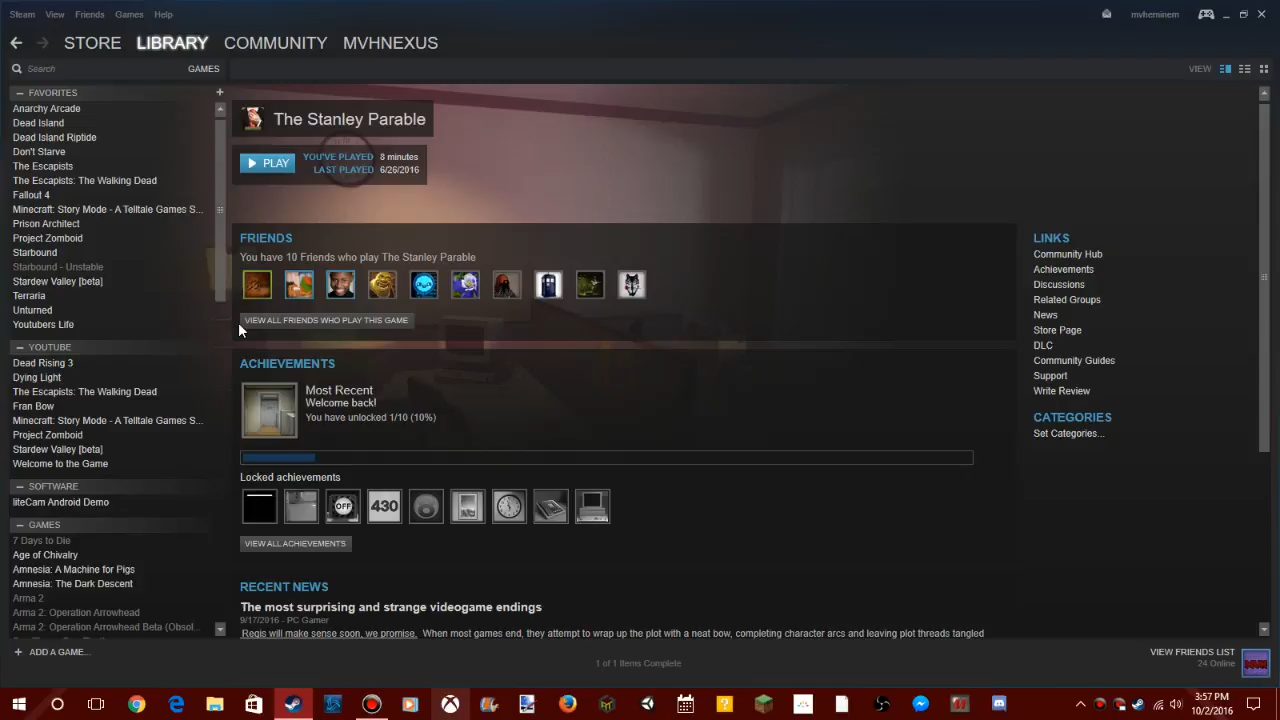 Steam View Friends Games Help
mvheminem
STORE LIBRARY COMMUNITY MVHNEXUS
Search GAMES
VIEW
FAVORITES
Anarchy Arcade
Dead Island
Dead Island Riptide
Don't Starve
The Escapists
The Escapists: The Walking Dead
Fallout 4
Minecraft: Story Mode - A Telltale Games S...
Prison Architect
Project Zomboid
Starbound
Starbound - Unstable
Stardew Valley [beta]
Terraria
Unturned
Youtubers Life
YOUTUBE
Dead Rising 3
Dying Light
The Escapists: The Walking Dead
Fran Bow
Minecraft: Story Mode - A Telltale Games S...
Project Zomboid
Stardew Valley [beta]
Welcome to the Game
SOFTWARE
liteCam Android Demo
GAMES
7 Days to Die
Age of Chivalry
Amnesia: A Machine for Pigs
Amnesia: The Dark Descent
Arma 2
Arma 2: Operation Arrowhead
Arma 2: Operation Arrowhead Beta (Obsol...
ADD A GAME...
The Stanley Parable
PLAY
YOU'VE PLAYED 8 minutes
LAST PLAYED 6/26/2016
FRIENDS
You have 10 Friends who play The Stanley Parable
VIEW ALL FRIENDS WHO PLAY THIS GAME
ACHIEVEMENTS
Most Recent
Welcome back!
You have unlocked 1/10 (10%)
Locked achievements
OFF
430
VIEW ALL ACHIEVEMENTS
RECENT NEWS
The most surprising and strange videogame endings
9/17/2016 - PC Gamer
Regis will make sense soon, we promise. When most games end, they attempt to wrap up the plot with a neat bow, completing character arcs and leaving plot threads tangled
LINKS
Community Hub
Achievements
Discussions
Related Groups
News
Store Page
DLC
Community Guides
Support
Write Review
CATEGORIES
Set Categories...
1 of 1 Items Complete
VIEW FRIENDS LIST
24 Online
3:57 PM
10/2/2016